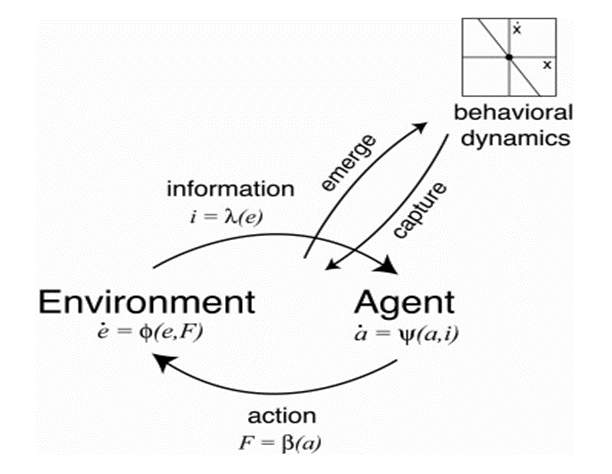 ẋ
x
behavioral
dynamics
emerge
capture
information
i = λ(e)
Environment
ė = ϕ(e,F)
Agent
ȧ = ψ(a,i)
action
F = β(a)